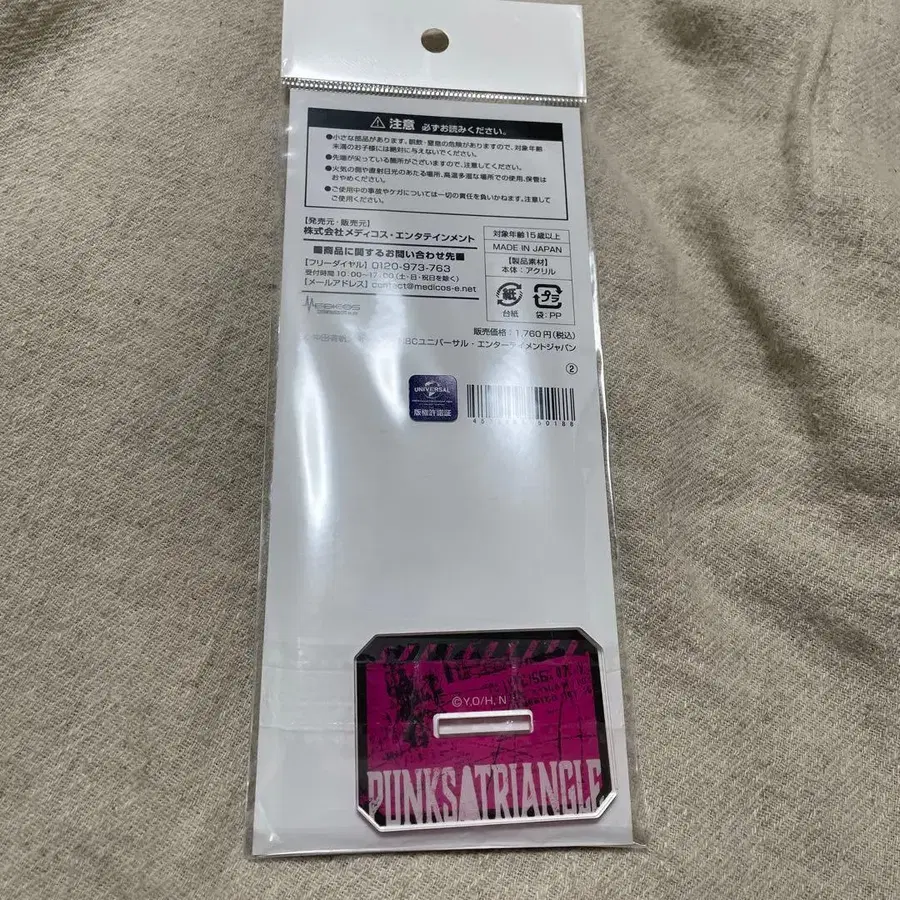 ⚠注意 必ずお読みください。
●小さな部品があります。誤飲・窒息の危険がありますので、対象年齢
未満のお子様には絶対に与えないでください。
●先端が尖っている箇所がございますので、注意してください。
●火気の側や直射日光のあたる場所、高温多湿な場所での使用、保管は
おやめください。
●ご使用中の事故やケガについては一切の責任を負いかねます。注意して
ご使用ください。
【発売元・販売元】
株式会社メディコス・エンタテインメント
■商品に関するお問い合わせ先■
【フリーダイヤル】0120-973-763
受付時間 10:00〜17:00(土・日・祝日を除く)
【メールアドレス】contact@medicos-e.net
対象年齢15歳以上
MADE IN JAPAN
【製品素材】
本体:アクリル
紙
台紙
プラ
袋:PP
MEDICOS
販売価格:1,760円(税込)
BCユニバーサル・エンターテイメントジャパン
②
UNIVERSAL
版権許諾証
©Y,O/H, N
PUNKS△TRIANGLE